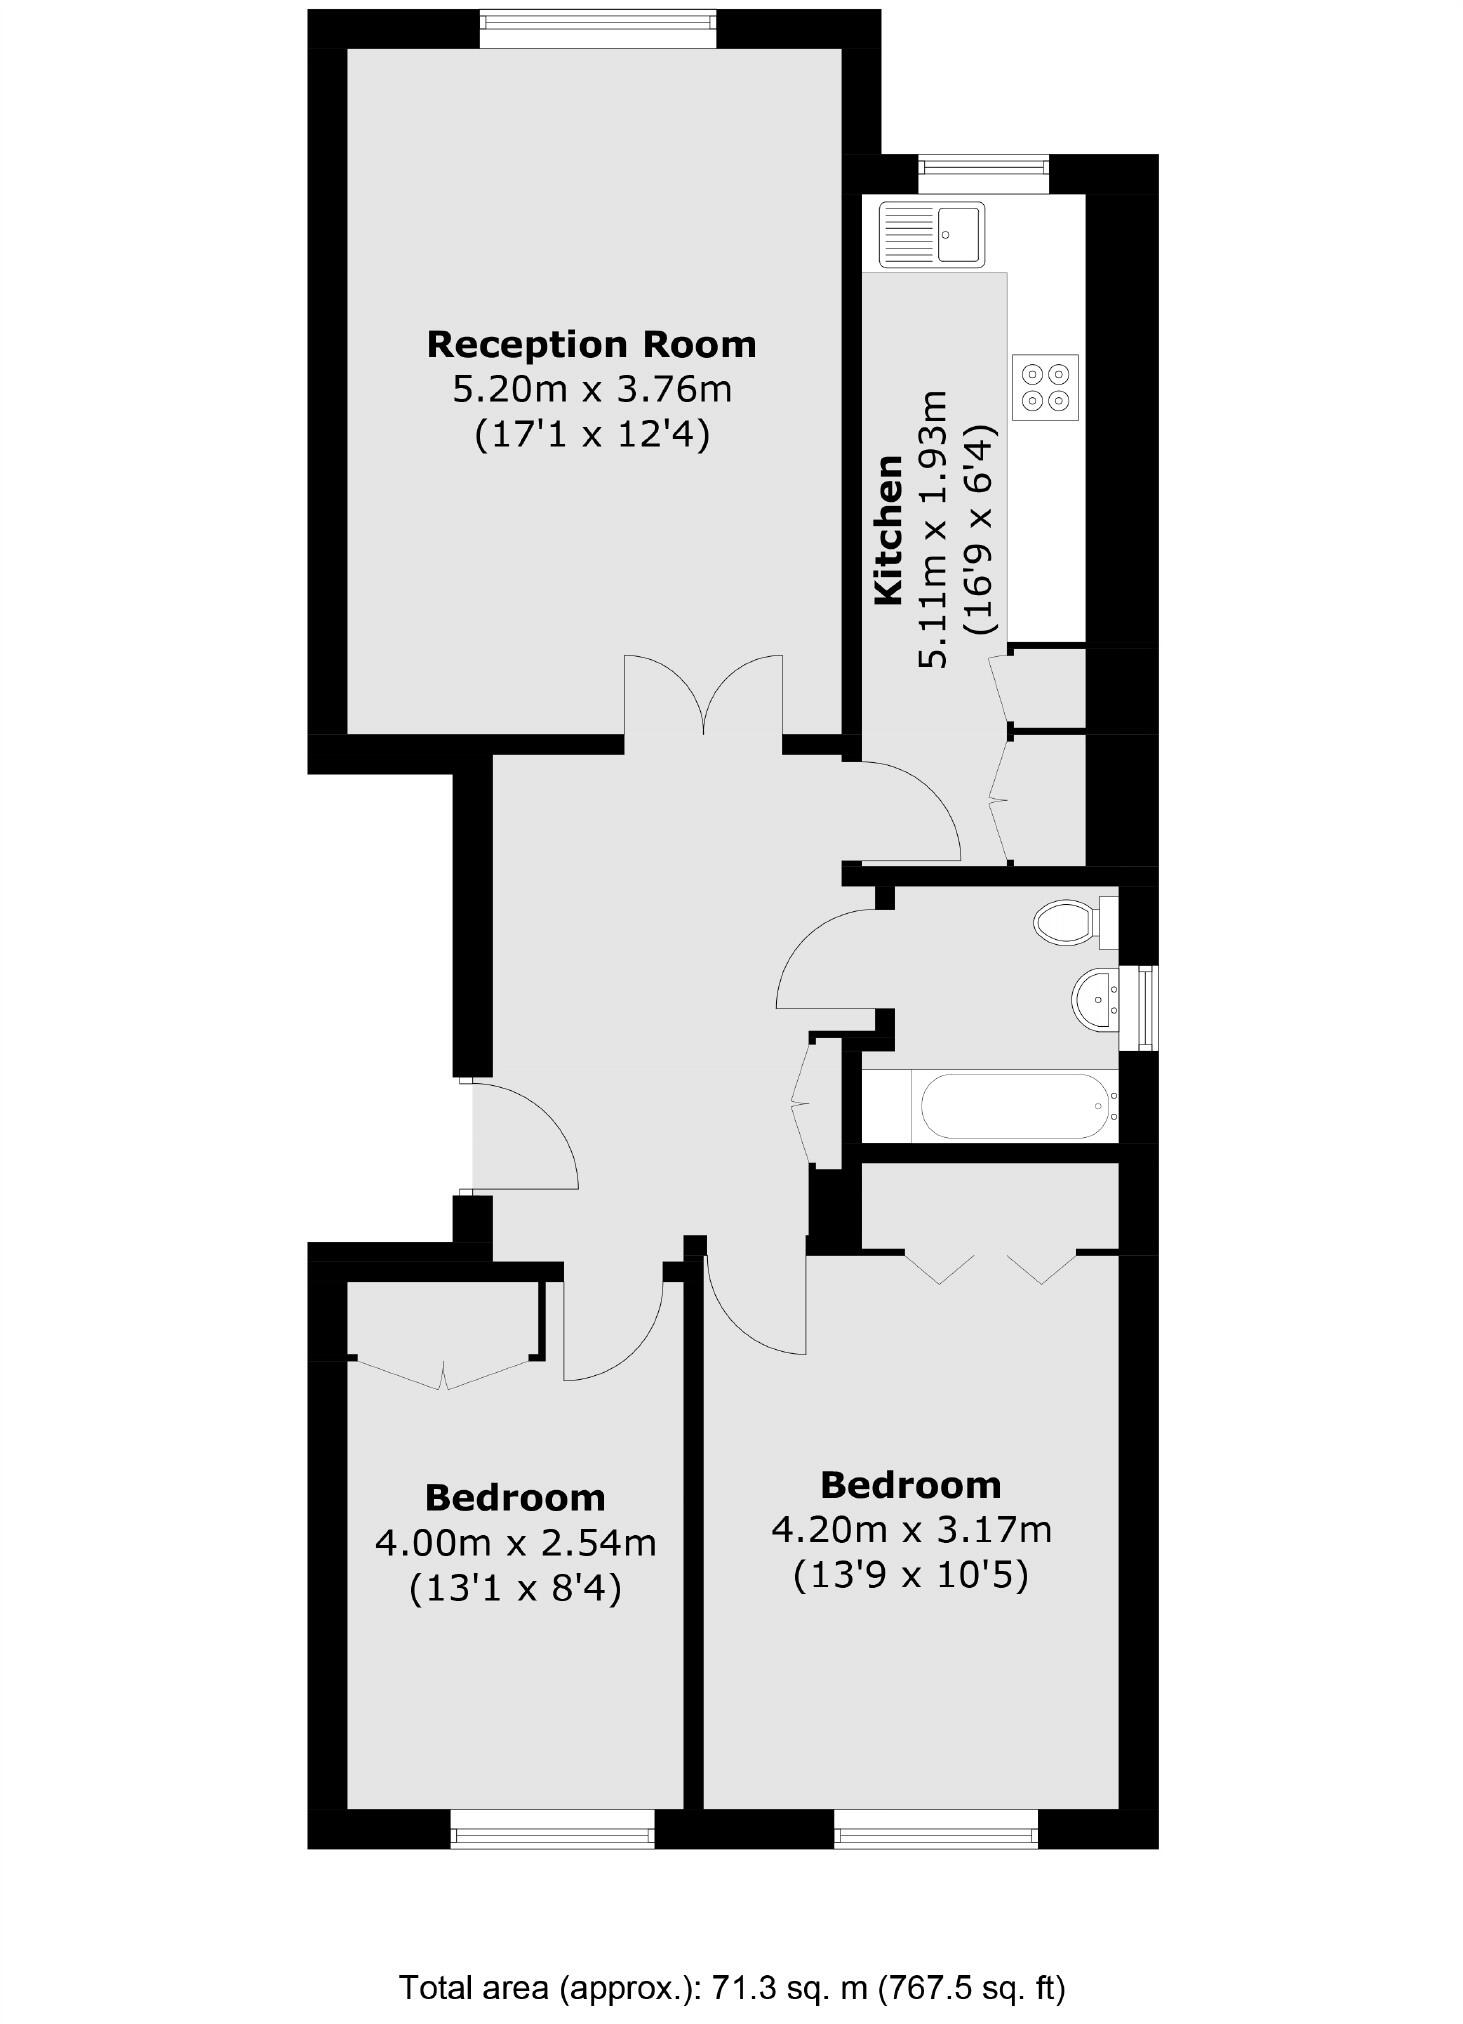 Reception Room
5.20m x 3.76m
(17'1 x 12'4)
Kitchen
5.11m x 1.93m
(16'9 x 6'4)
Bedroom
4.00m x 2.54m
(13'1 x 8'4)
Bedroom
4.20m x 3.17m
(13'9 x 10'5)
Total area (approx.): 71.3 sq. m (767.5 sq. ft)